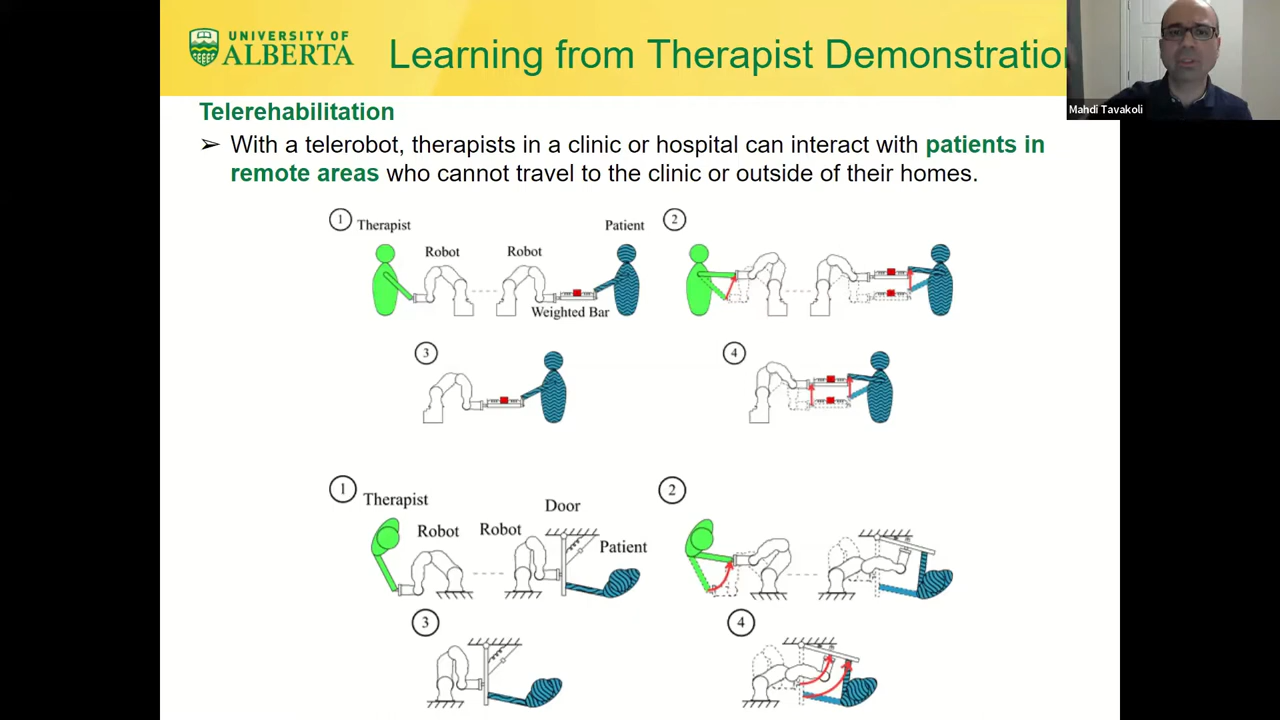 UNIVERSITY OF
ALBERTA
Learning from Therapist Demonstration
Mahdi Tavakoli
Telerehabilitation
➢ With a telerobot, therapists in a clinic or hospital can interact with patients in
remote areas who cannot travel to the clinic or outside of their homes.
1 Therapist Robot Robot Patient 2
Weighted Bar
3 4
1 Therapist Robot Robot Door Patient 2
3 4